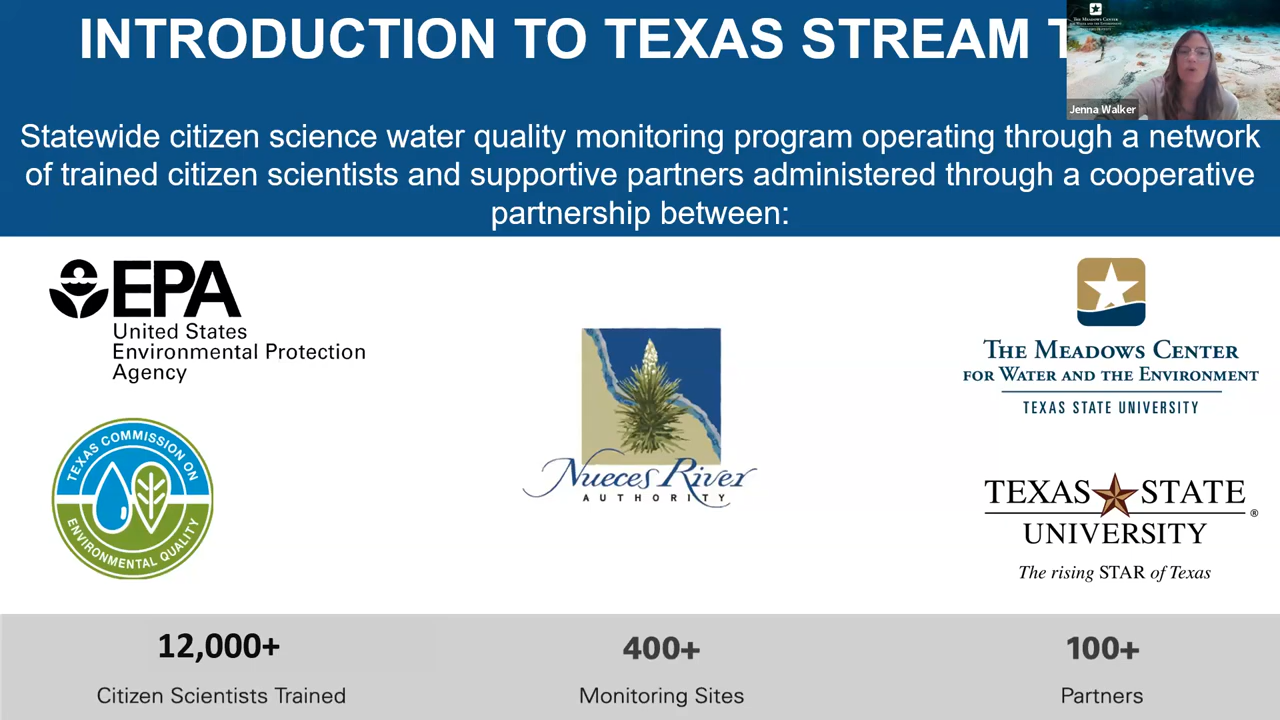 INTRODUCTION TO TEXAS STREAM T
Jenna Walker
Statewide citizen science water quality monitoring program operating through a network
of trained citizen scientists and supportive partners administered through a cooperative
partnership between:
EPA
United States
Environmental Protection
Agency
TEXAS COMMISSION ON
ENVIRONMENTAL QUALITY
Nueces River
AUTHORITY
THE MEADOWS CENTER
FOR WATER AND THE ENVIRONMENT
TEXAS STATE UNIVERSITY
TEXAS STATE
UNIVERSITY®
The rising STAR of Texas
12,000+
Citizen Scientists Trained
400+
Monitoring Sites
100+
Partners